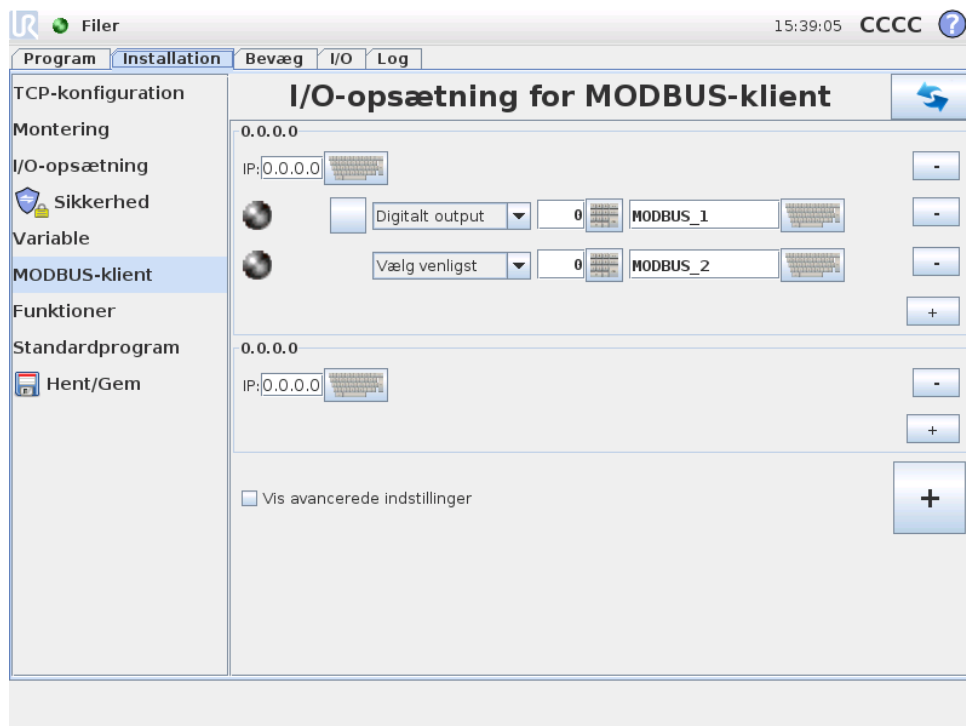 UR Filer 15:39:05 CCCC ?
Program Installation Bevæg I/O Log
TCP-konfiguration
Montering
I/O-opsætning
Sikkerhed
Variable
MODBUS-klient
Funktioner
Standardprogram
Hent/Gem
I/O-opsætning for MODBUS-klient
0.0.0.0
IP: 0.0.0.0 -
Digitalt output 0 MODBUS_1 -
Vælg venligst 0 MODBUS_2 -
+
0.0.0.0
IP: 0.0.0.0 -
+
Vis avancerede indstillinger +